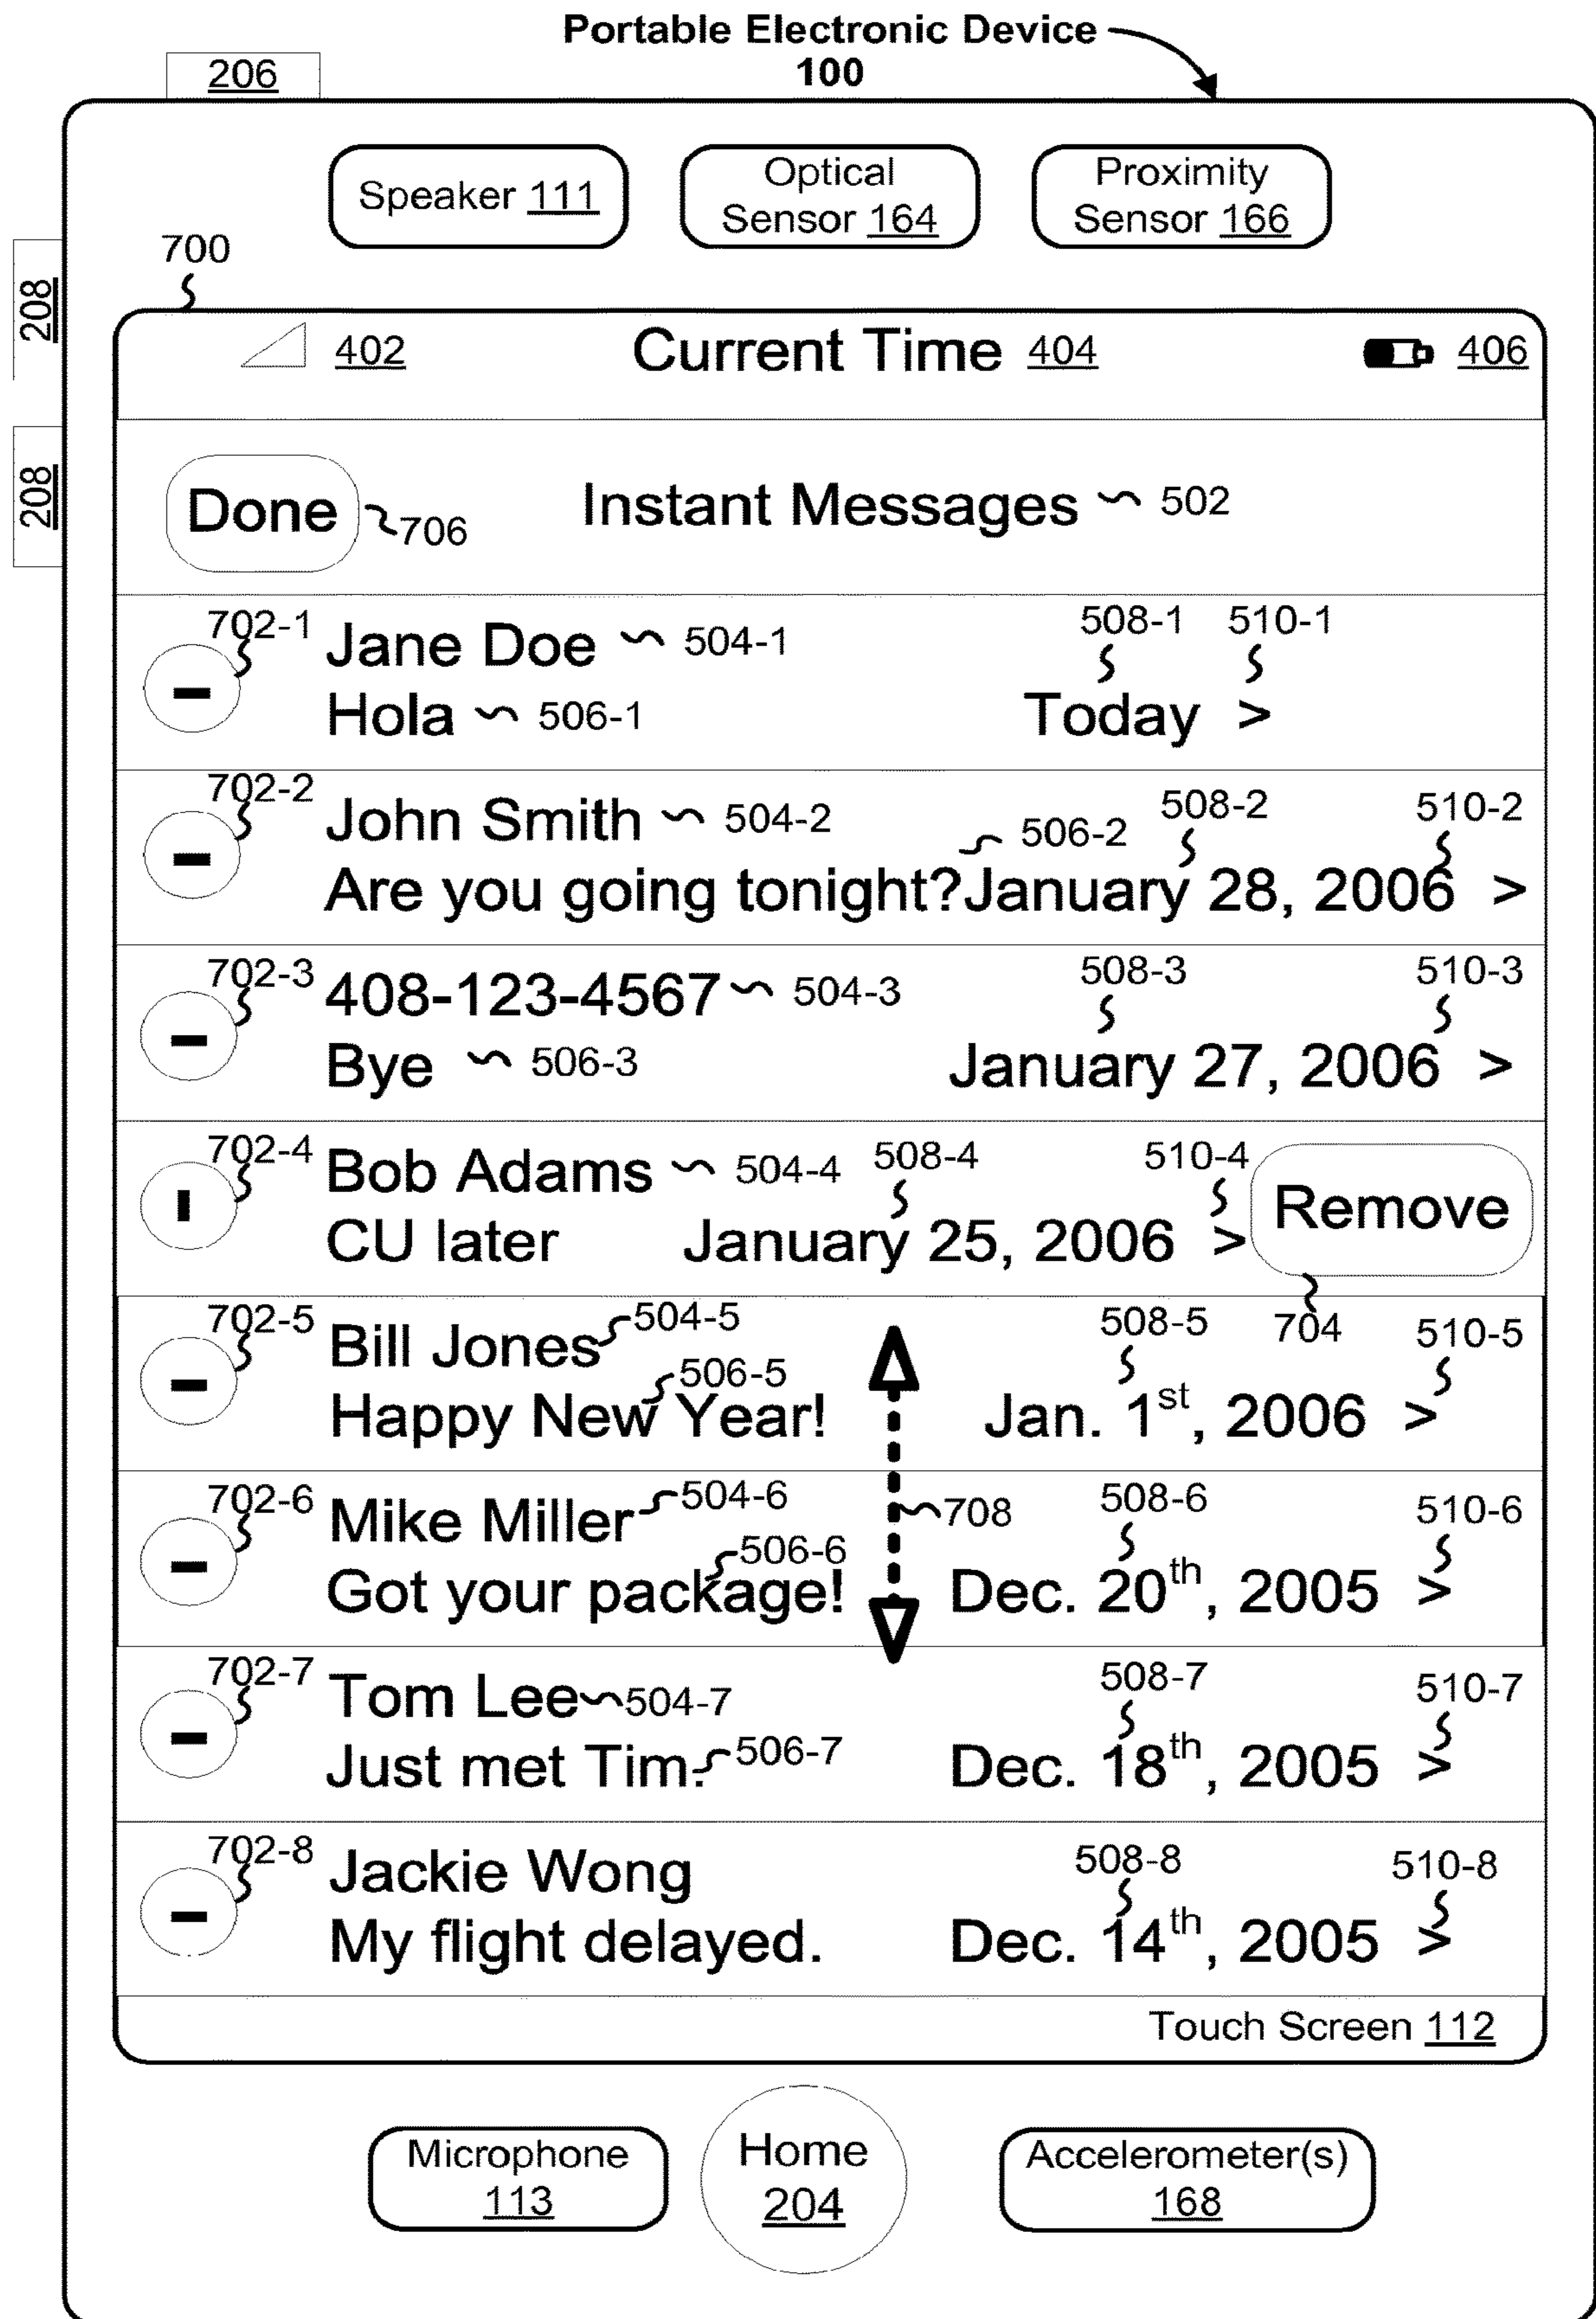 Portable Electronic Device
100
206
Speaker 111
Optical
Sensor 164
Proximity
Sensor 166
700
208
402 Current Time 404 406
208
Done 706 Instant Messages 502
702-1 Jane Doe 504-1 508-1 510-1
Hola 506-1 Today >
702-2 John Smith 504-2 506-2 508-2 510-2
Are you going tonight? January 28, 2006 >
702-3 408-123-4567 504-3 508-3 510-3
Bye 506-3 January 27, 2006 >
702-4 Bob Adams 504-4 508-4 510-4 Remove
CU later January 25, 2006 >
702-5 Bill Jones 504-5 508-5 704 510-5
506-5
Happy New Year! Jan. 1st, 2006 >
702-6 Mike Miller 504-6 708 508-6 510-6
506-6
Got your package! Dec. 20th, 2005 >
702-7 Tom Lee 504-7 508-7 510-7
Just met Tim. 506-7 Dec. 18th, 2005 >
702-8 Jackie Wong 508-8 510-8
My flight delayed. Dec. 14th, 2005 >
Touch Screen 112
Microphone
113
Home
204
Accelerometer(s)
168